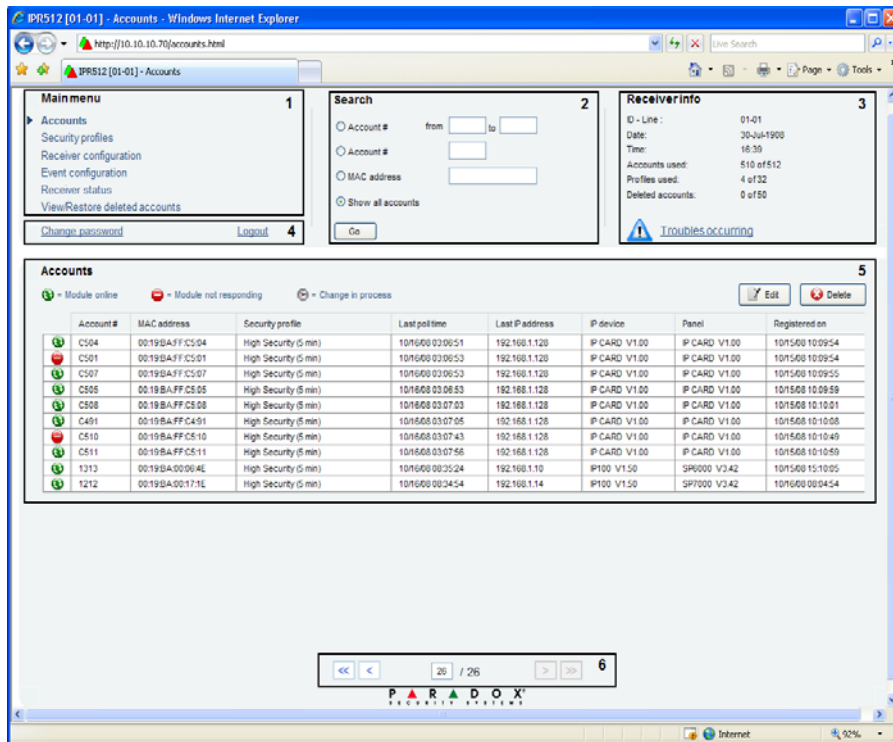 IPR512 [01-01] - Accounts - Windows Internet Explorer
http://10.10.10.70/accounts.html
Live Search
IPR512 [01-01] - Accounts
Page Tools
Main menu 1
Accounts
Security profiles
Receiver configuration
Event configuration
Receiver status
View/Restore deleted accounts
Change password Logout 4
Search 2
Account # from to
Account #
MAC address
Show all accounts
Go
Receiver info 3
ID - Line : 01-01
Date: 30-Jul-1908
Time: 16:39
Accounts used: 510 of 512
Profiles used: 4 of 32
Deleted accounts: 0 of 50
Troubles occurring
Accounts 5
= Module online = Module not responding = Change in process Edit Delete
Account # MAC address Security profile Last poll time Last IP address IP device Panel Registered on
C504 00:19:BA:FF:C5:04 High Security (5 min) 10/16/08 03:06:51 192.168.1.128 IP CARD V1.00 IP CARD V1.00 10/15/08 10:09:54
C501 00:19:BA:FF:C5:01 High Security (5 min) 10/16/08 03:06:53 192.168.1.128 IP CARD V1.00 IP CARD V1.00 10/15/08 10:09:54
C507 00:19:BA:FF:C5:07 High Security (5 min) 10/16/08 03:06:53 192.168.1.128 IP CARD V1.00 IP CARD V1.00 10/15/08 10:09:55
C505 00:19:BA:FF:C5:05 High Security (5 min) 10/16/08 03:06:53 192.168.1.128 IP CARD V1.00 IP CARD V1.00 10/15/08 10:09:59
C508 00:19:BA:FF:C5:08 High Security (5 min) 10/16/08 03:07:03 192.168.1.128 IP CARD V1.00 IP CARD V1.00 10/15/08 10:10:01
C491 00:19:BA:FF:C4:91 High Security (5 min) 10/16/08 03:07:05 192.168.1.128 IP CARD V1.00 IP CARD V1.00 10/15/08 10:10:08
C510 00:19:BA:FF:C5:10 High Security (5 min) 10/16/08 03:07:43 192.168.1.128 IP CARD V1.00 IP CARD V1.00 10/15/08 10:10:49
C511 00:19:BA:FF:C5:11 High Security (5 min) 10/16/08 03:07:56 192.168.1.128 IP CARD V1.00 IP CARD V1.00 10/15/08 10:10:59
1313 00:19:BA:00:06:4E High Security (5 min) 10/16/08 08:35:24 192.168.1.10 IP100 V1.50 SP6000 V3.42 10/15/08 15:10:05
1212 00:19:BA:00:17:1E High Security (5 min) 10/16/08 08:34:54 192.168.1.14 IP100 V1.50 SP7000 V3.42 10/16/08 08:04:54
<< < 26 / 26 > >> 6
PARADOX
SECURITY SYSTEMS
Internet 92%